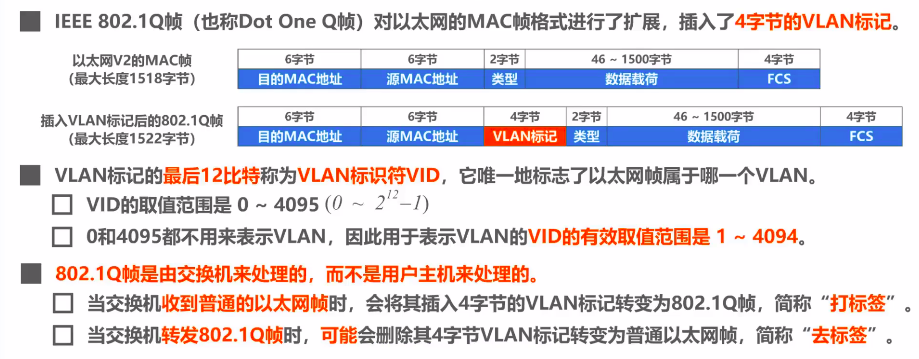 IEEE 802.1Q帧（也称Dot One Q帧）对以太网的MAC帧格式进行了扩展，插入了4字节的VLAN标记。
6字节 6字节 2字节 46 ~ 1500字节 4字节
以太网V2的MAC帧
（最大长度1518字节）
目的MAC地址 源MAC地址 类型 数据载荷 FCS
6字节 6字节 4字节 2字节 46 ~ 1500字节 4字节
插入VLAN标记后的802.1Q帧
（最大长度1522字节）
目的MAC地址 源MAC地址 VLAN标记 类型 数据载荷 FCS
VLAN标记的最后12比特称为VLAN标识符VID，它唯一地标志了以太网帧属于哪一个VLAN。
VID的取值范围是 0 ~ 4095 (0 ~ 2¹²−1)
0和4095都不用来表示VLAN，因此用于表示VLAN的VID的有效取值范围是 1 ~ 4094。
802.1Q帧是由交换机来处理的，而不是用户主机来处理的。
当交换机收到普通的以太网帧时，会将其插入4字节的VLAN标记转变为802.1Q帧，简称“打标签”。
当交换机转发802.1Q帧时，可能会删除其4字节VLAN标记转变为普通以太网帧，简称“去标签”。